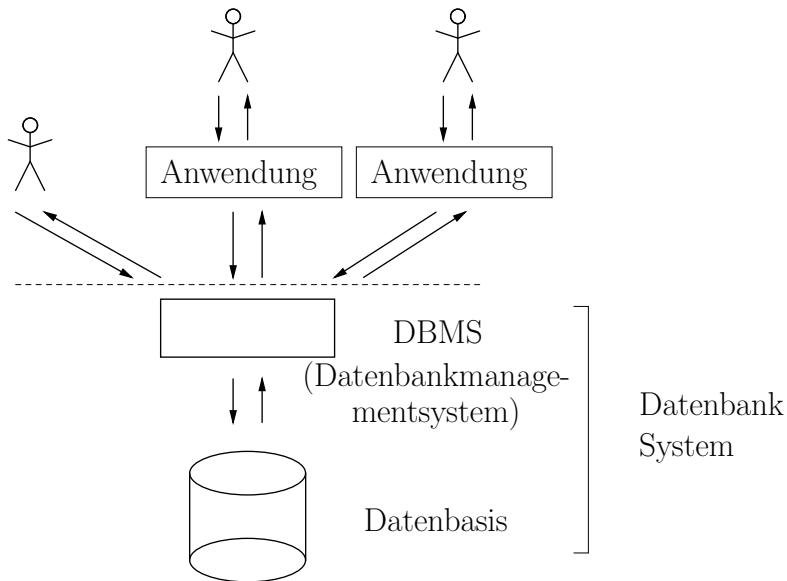 Anwendung
Anwendung
DBMS
(Datenbankmanage-
mentsystem)
Datenbank
System
Datenbasis